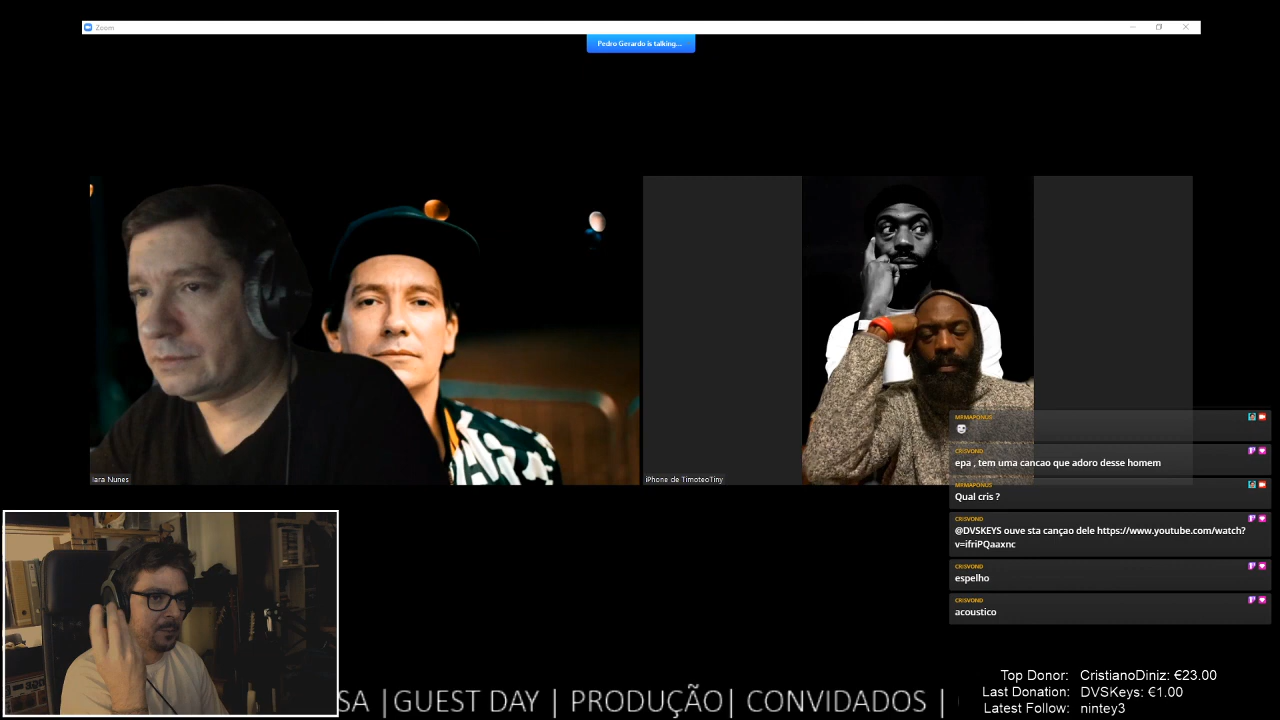 Zoom
Pedro Gerardo is talking...
Iara Nunes
iPhone de TimoteoTiny
MRMAPONUS
CRISVOND
epa , tem uma cancao que adoro desse homem
MRMAPONUS
Qual cris ?
CRISVOND
@DVSKEYS ouve sta cançao dele https://www.youtube.com/watch?
v=ifriPQaaxnc
CRISVOND
espelho
CRISVOND
acoustico
SA |GUEST DAY | PRODUÇÃO| CONVIDADOS |
Top Donor: CristianoDiniz: €23.00
Last Donation: DVSKeys: €1.00
Latest Follow: nintey3